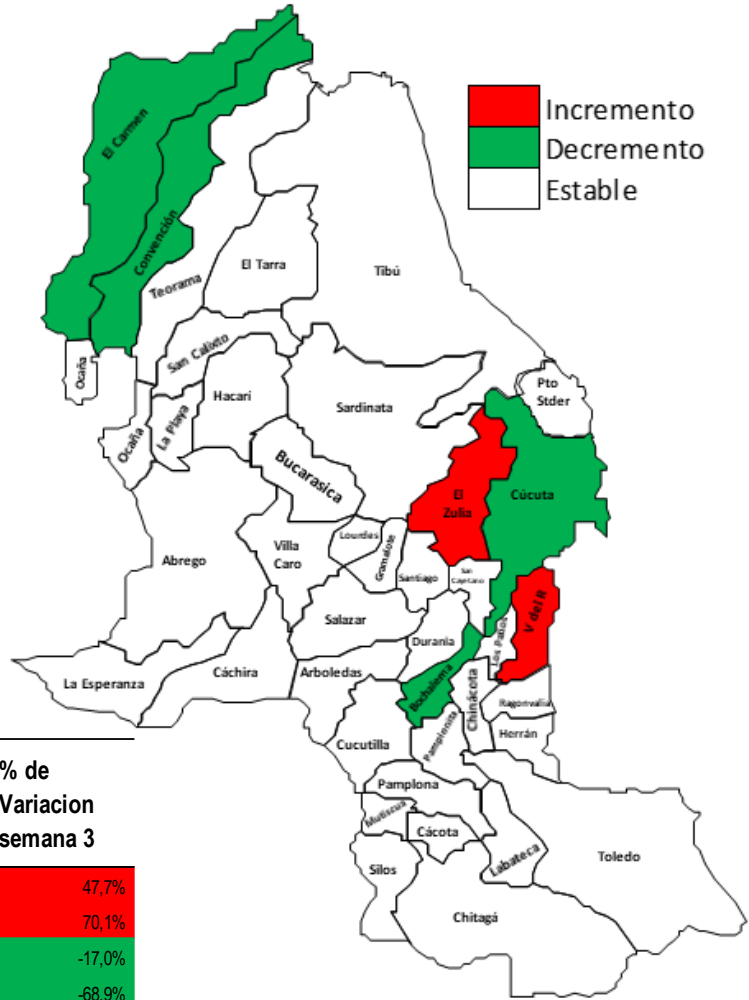 Incremento
Decremento
Estable
El Carmen
Convención
Teorama
El Tarra
Tibú
San Calixto
Ocaña
Hacarí
La Playa
Ocaña
Sardinata
Pto
Stder
Bucarasica
El
Zulia
Cúcuta
Abrego
Villa
Caro
Lourdes
Gramalote
Santiago
San
Cayetano
Salazar
Durania
Los Patios
V del R
La Esperanza
Cáchira
Arboledas
Bochalema
Chinácota
Ragonvalia
Cucutilla
Pamplonita
Herrán
% de
Variacion
semana 3
Pamplona
Mutiscua
Cácota
Silos
Labateca
Toledo
Chitagá
47,7%
70,1%
-17,0%
-68,9%